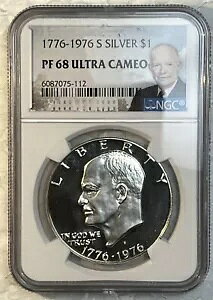 1776-1976 S SILVER $1
PF 68 ULTRA CAMEO
6087075-112
NGC
LIBERTY
IN GOD WE
TRUST
1776-1976